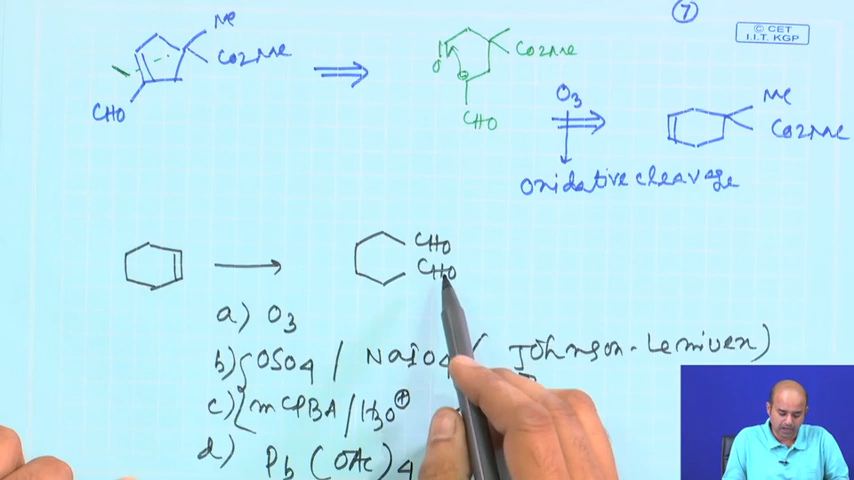 7
© CET
I.I.T. KGP
Me
CO2Me
CHO
O
CO2Me
CHO
O3
Me
CO2Me
oxidative cleavage
CHO
CHO
a) O3
b) OSO4 / NaIO4 ( Johnson-Lemiuex)
c) mCPBA / H3O⊕
d) Pb (OAc)4